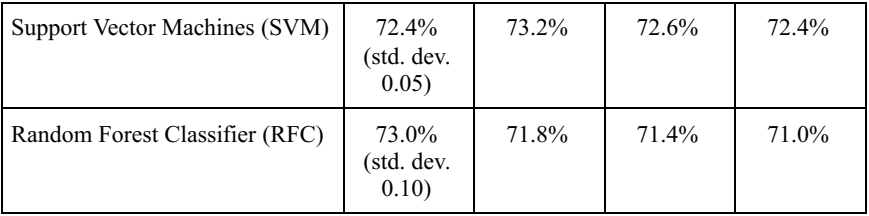 Support Vector Machines (SVM) 72.4% 73.2% 72.6% 72.4%
(std. dev.
0.05)
Random Forest Classifier (RFC) 73.0% 71.8% 71.4% 71.0%
(std. dev.
0.10)